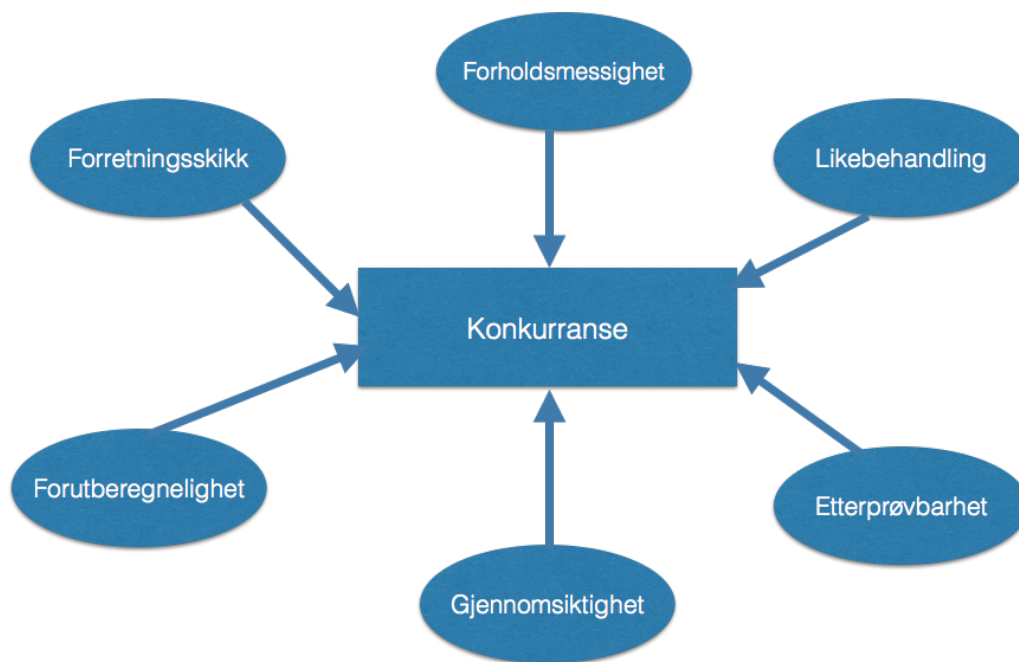 Forholdsmessighet
Forretningsskikk
Likebehandling
Konkurranse
Forutberegnelighet
Etterprøvbarhet
Gjennomsiktighet